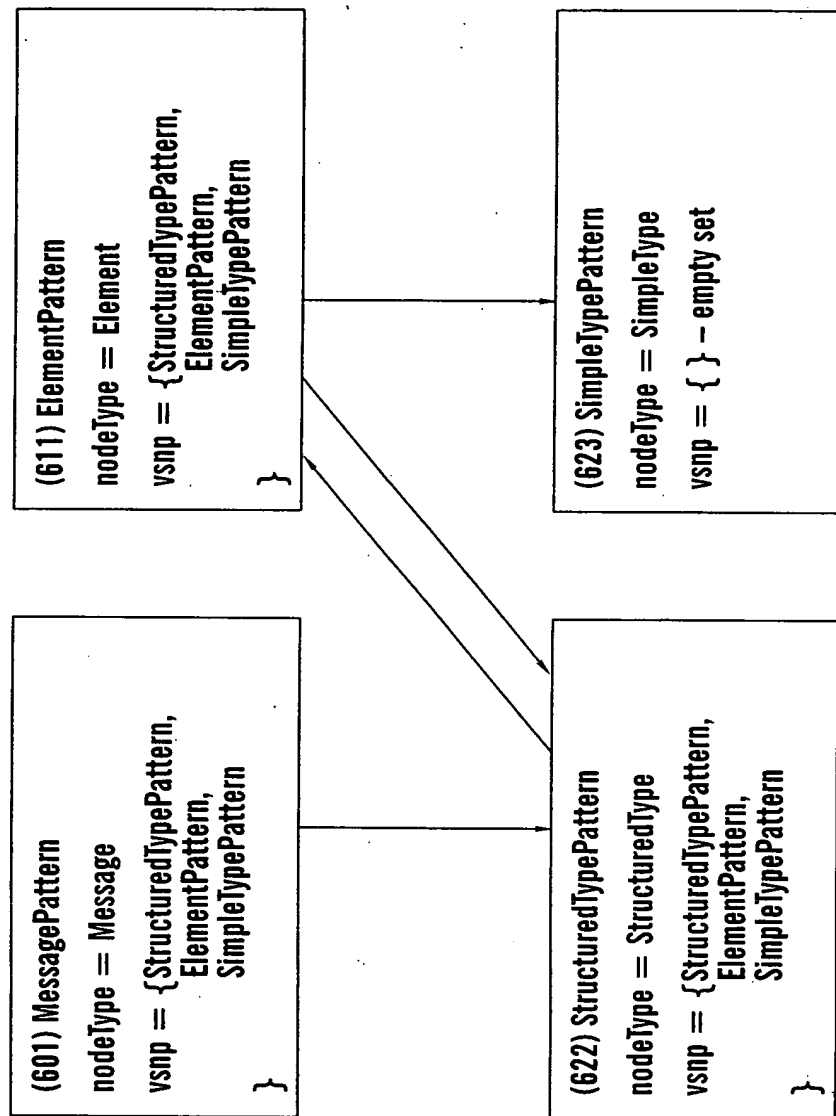 (601) MessagePattern
nodeType = Message
vsnp = {StructuredTypePattern,
ElementPattern,
SimpleTypePattern
}
(611) ElementPattern
nodeType = Element
vsnp = {StructuredTypePattern,
ElementPattern,
SimpleTypePattern
}
(622) StructuredTypePattern
nodeType = StructuredType
vsnp = {StructuredTypePattern,
ElementPattern,
SimpleTypePattern
}
(623) SimpleTypePattern
nodeType = SimpleType
vsnp = { } – empty set